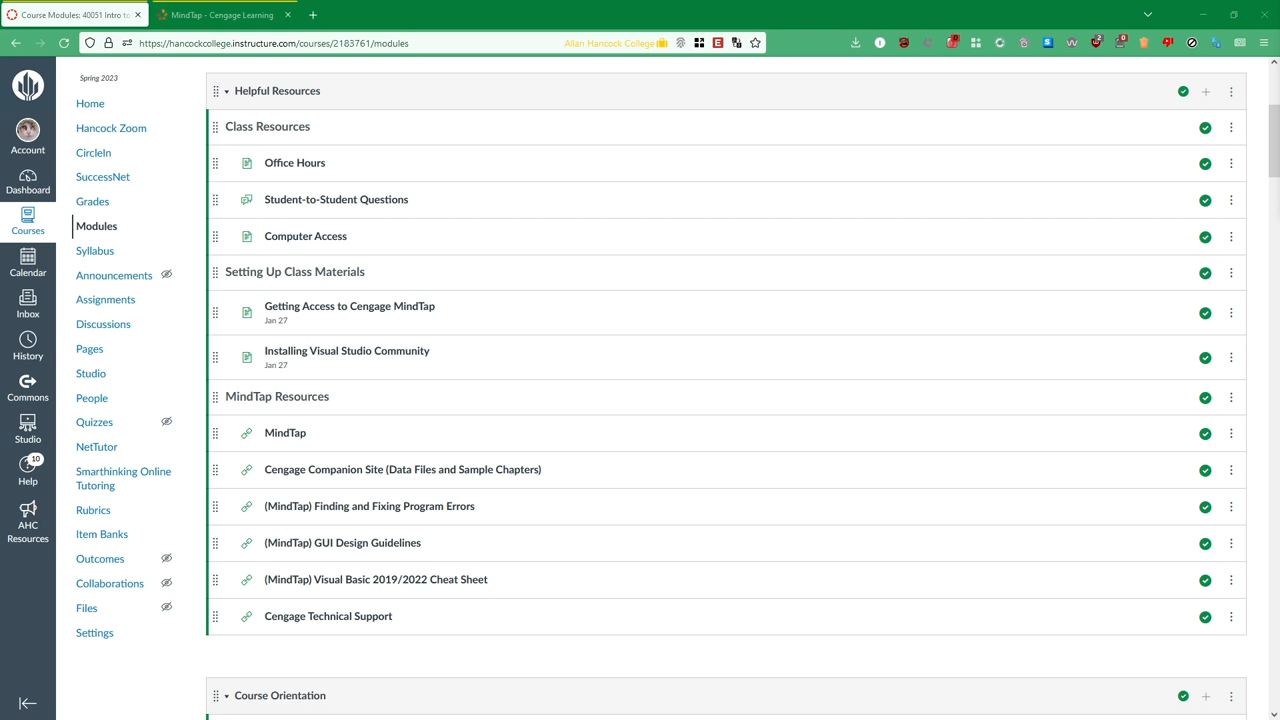 Course Modules: 40051 Intro to
MindTap - Cengage Learning
https://hancockcollege.instructure.com/courses/2183761/modules
Allan Hancock College
Account
Dashboard
Courses
Calendar
Inbox
History
Commons
Studio
10
Help
AHC
Resources
Spring 2023
Home
Hancock Zoom
CircleIn
SuccessNet
Grades
Modules
Syllabus
Announcements
Assignments
Discussions
Pages
Studio
People
Quizzes
NetTutor
Smarthinking Online
Tutoring
Rubrics
Item Banks
Outcomes
Collaborations
Files
Settings
Helpful Resources
Class Resources
Office Hours
Student-to-Student Questions
Computer Access
Setting Up Class Materials
Getting Access to Cengage MindTap
Jan 27
Installing Visual Studio Community
Jan 27
MindTap Resources
MindTap
Cengage Companion Site (Data Files and Sample Chapters)
(MindTap) Finding and Fixing Program Errors
(MindTap) GUI Design Guidelines
(MindTap) Visual Basic 2019/2022 Cheat Sheet
Cengage Technical Support
Course Orientation